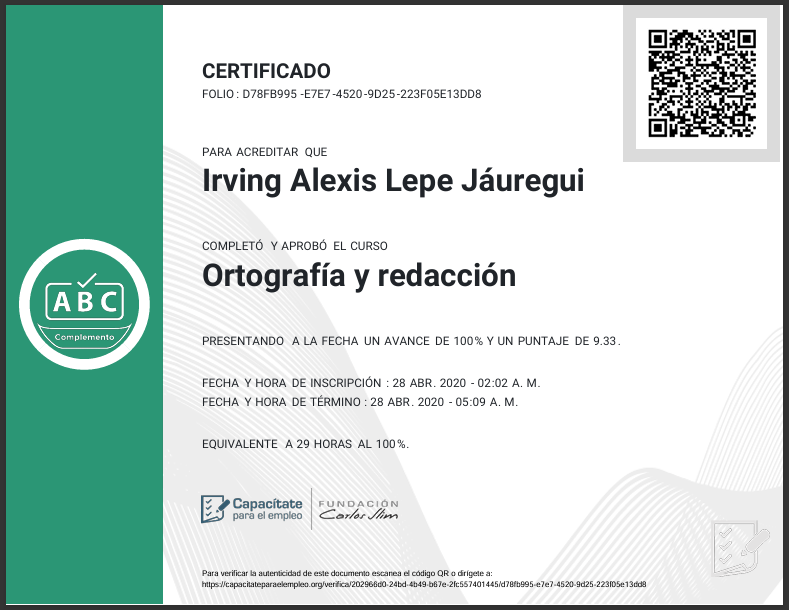 CERTIFICADO
FOLIO: D78FB995-E7E7-4520-9D25-223F05E13DD8
PARA ACREDITAR QUE
Irving Alexis Lepe Jáuregui
COMPLETÓ Y APROBÓ EL CURSO
Ortografía y redacción
ABC
Complemento
PRESENTANDO A LA FECHA UN AVANCE DE 100% Y UN PUNTAJE DE 9.33.
FECHA Y HORA DE INSCRIPCIÓN : 28 ABR. 2020 - 02:02 A. M.
FECHA Y HORA DE TÉRMINO : 28 ABR. 2020 - 05:09 A. M.
EQUIVALENTE A 29 HORAS AL 100%.
Capacítate
para el empleo
FUNDACIÓN
Carlos Slim
Para verificar la autenticidad de este documento escanea el código QR o dirígete a:
https://capacitateparaelempleo.org/verifica/202966d0-24bd-4b49-b67e-2fc557401445/d78fb995-e7e7-4520-9d25-223f05e13dd8